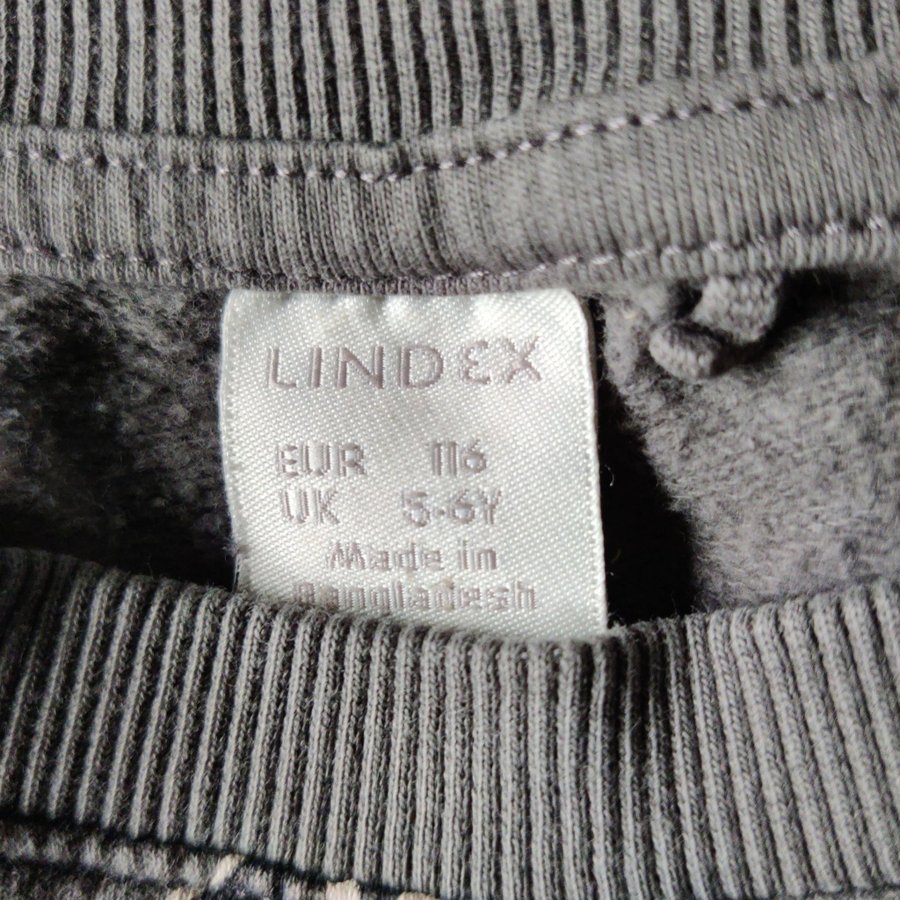 LINDEX
EUR 116
UK 5-6Y
Made in
Bangladesh